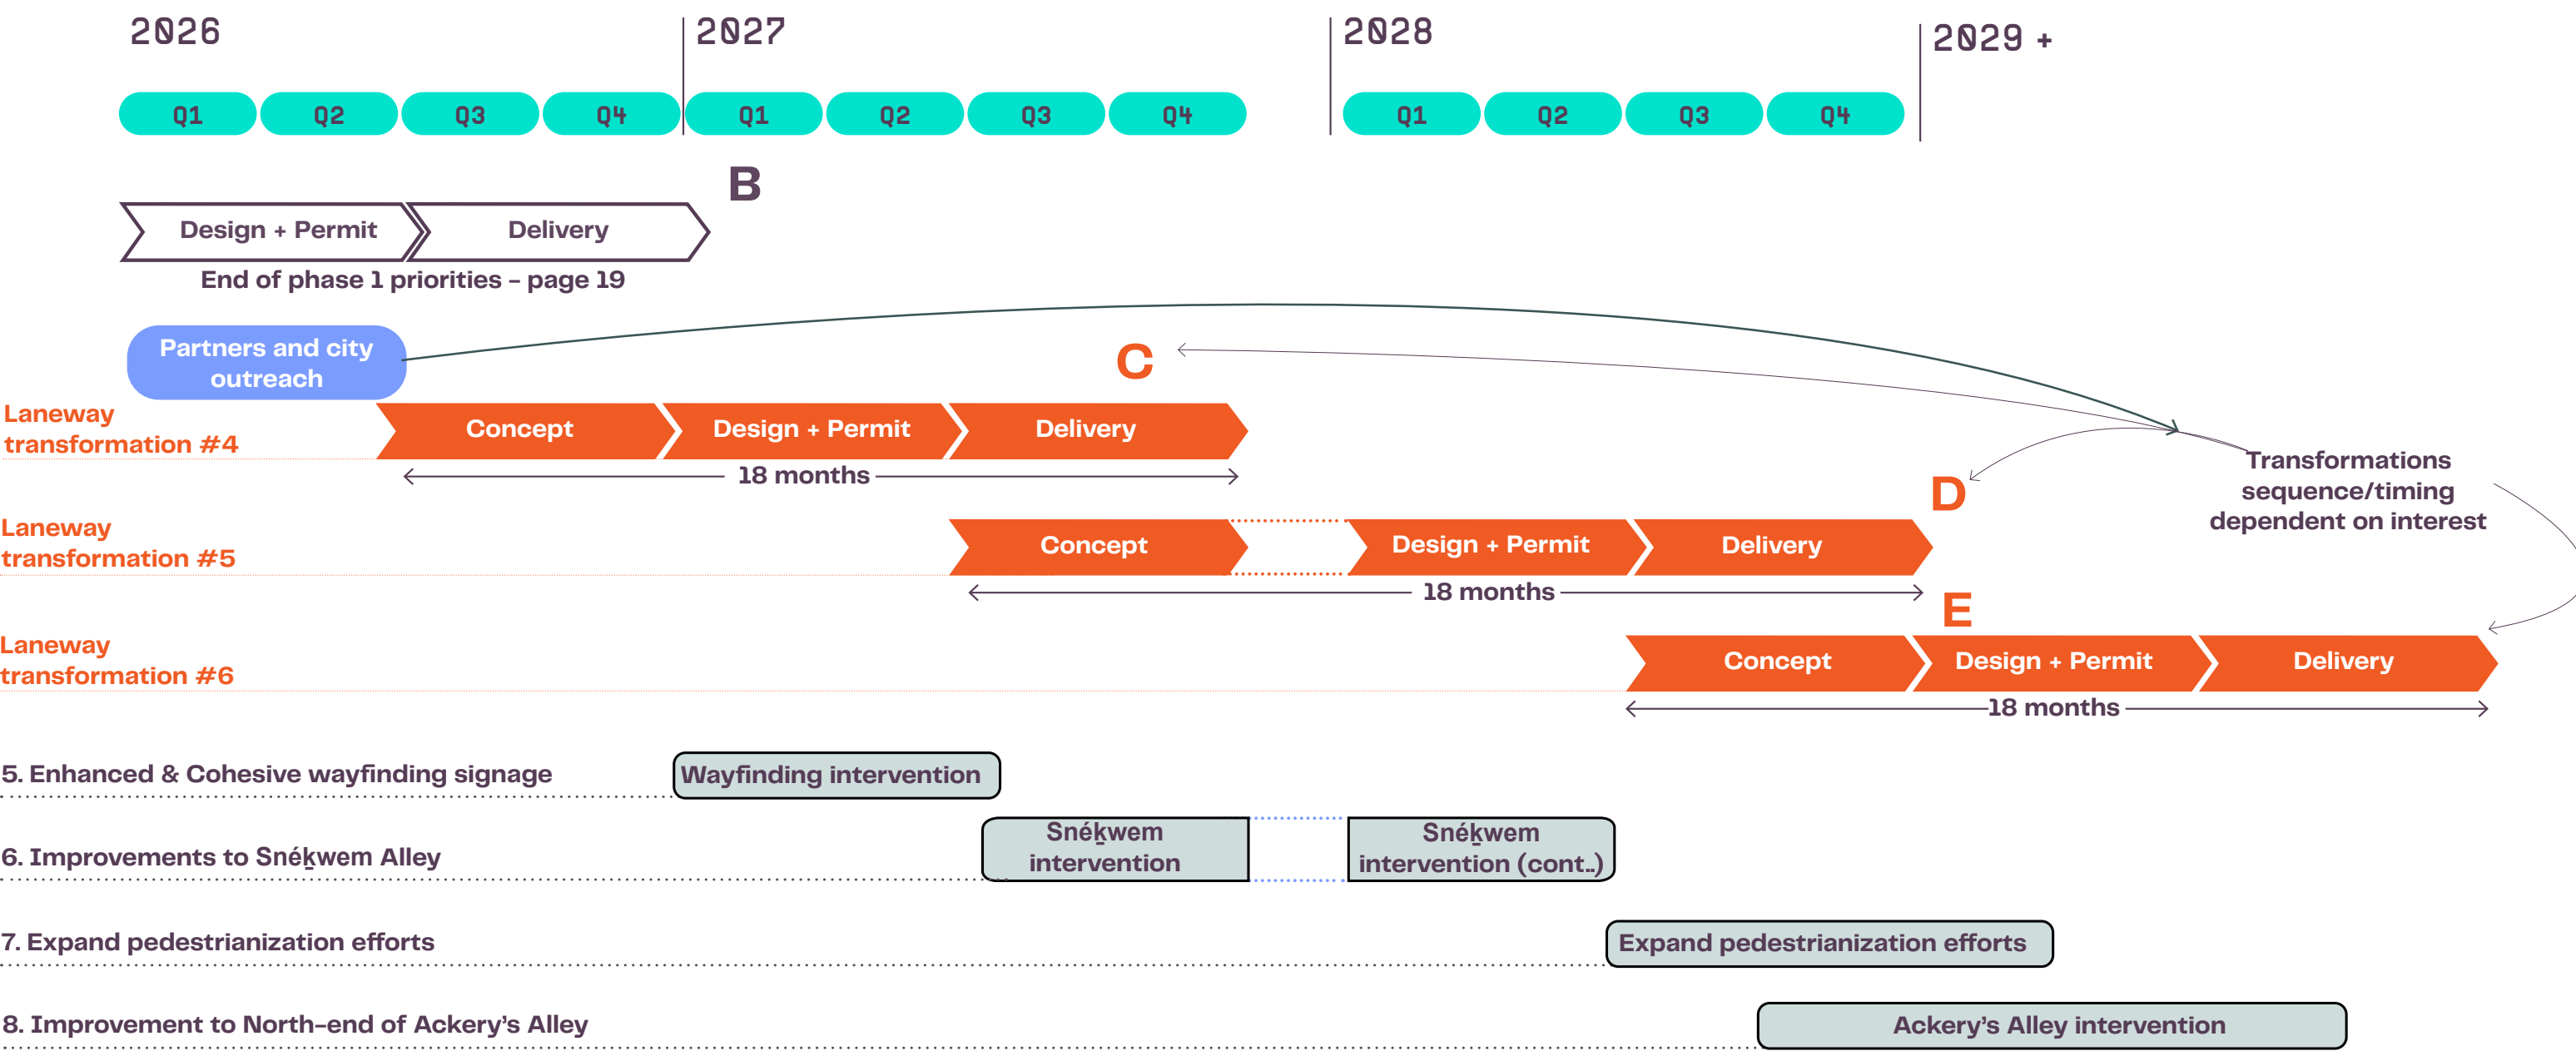 2026
2027
2028
2029 +
Q1 Q2 Q3 Q4 Q1 Q2 Q3 Q4 Q1 Q2 Q3 Q4
B
Design + Permit
Delivery
End of phase 1 priorities – page 19
Partners and city
outreach
C
Laneway
transformation #4
Concept
Design + Permit
Delivery
18 months
Transformations
sequence/timing
dependent on interest
D
Laneway
transformation #5
Concept
Design + Permit
Delivery
18 months
E
Laneway
transformation #6
Concept
Design + Permit
Delivery
18 months
5. Enhanced & Cohesive wayfinding signage
Wayfinding intervention
6. Improvements to Snéḵwem Alley
Snéḵwem
intervention
Snéḵwem
intervention (cont..)
7. Expand pedestrianization efforts
Expand pedestrianization efforts
8. Improvement to North-end of Ackery’s Alley
Ackery’s Alley intervention